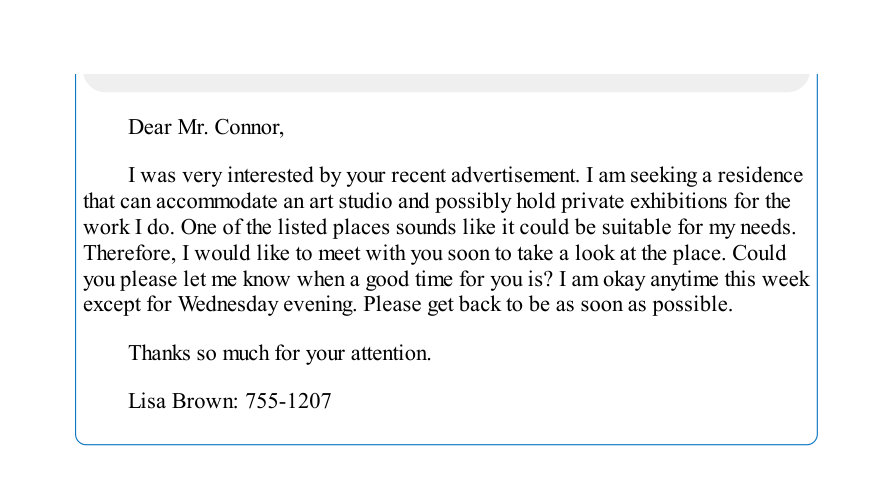 Dear Mr. Connor,
I was very interested by your recent advertisement. I am seeking a residence
that can accommodate an art studio and possibly hold private exhibitions for the
work I do. One of the listed places sounds like it could be suitable for my needs.
Therefore, I would like to meet with you soon to take a look at the place. Could
you please let me know when a good time for you is? I am okay anytime this week
except for Wednesday evening. Please get back to be as soon as possible.
Thanks so much for your attention.
Lisa Brown: 755-1207